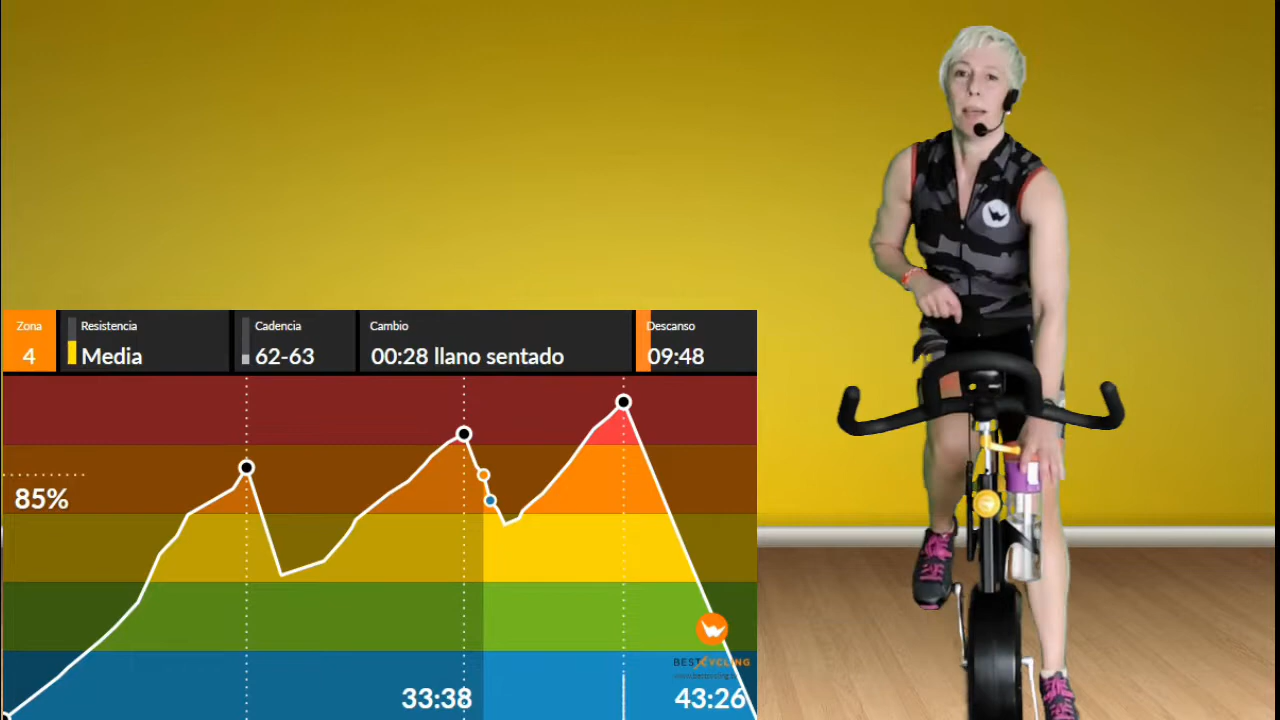 Zona
4
Resistencia
Media
Cadencia
62-63
Cambio
00:28 llano sentado
Descanso
09:48
85%
BESTCYCLING
33:38
43:26